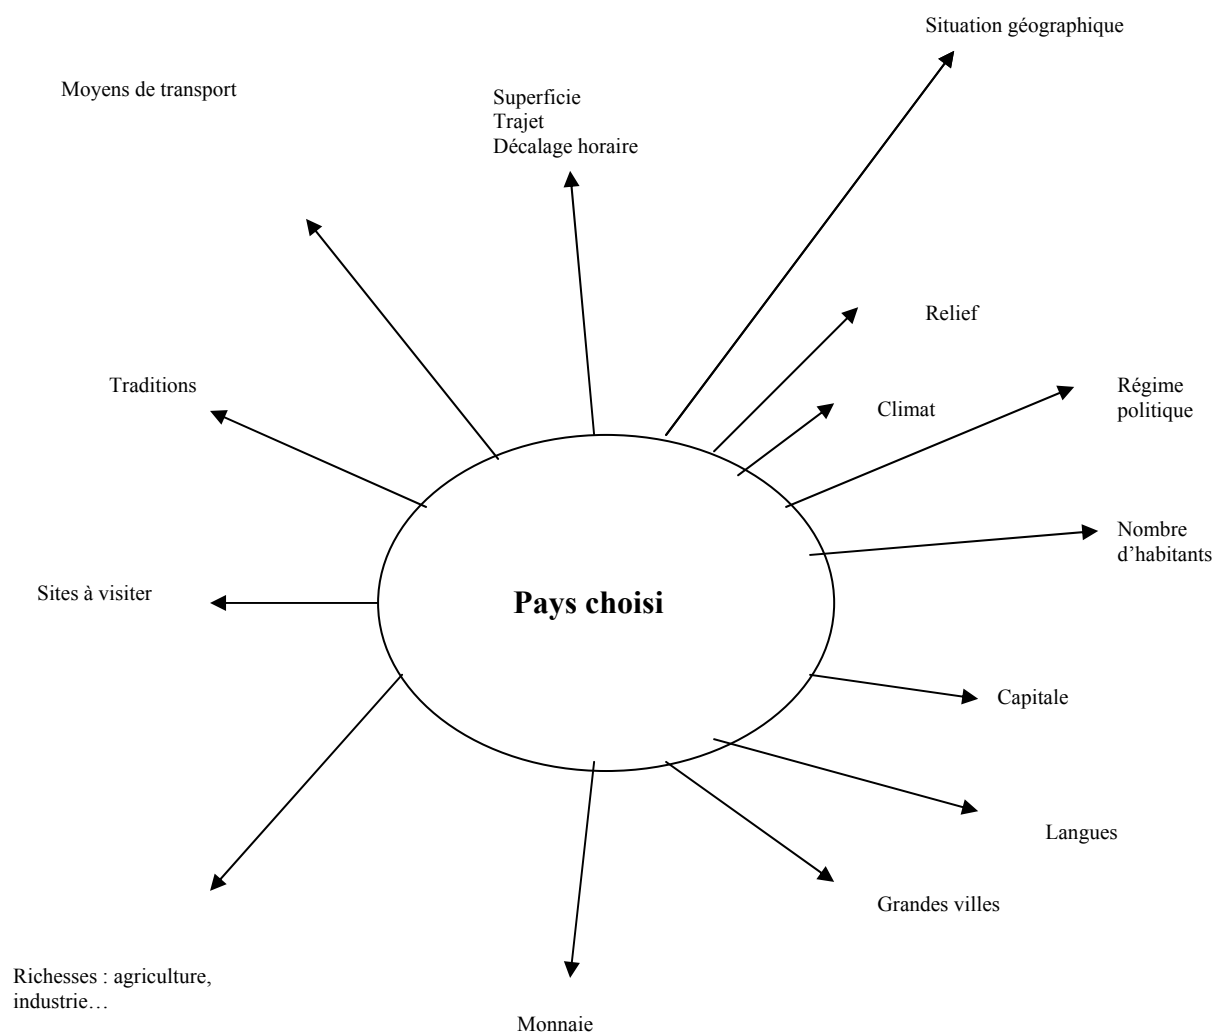 Situation géographique
Moyens de transport
Superficie
Trajet
Décalage horaire
Relief
Traditions
Régime
politique
Climat
Nombre
d’habitants
Sites à visiter
Pays choisi
Capitale
Langues
Grandes villes
Richesses : agriculture,
industrie…
Monnaie